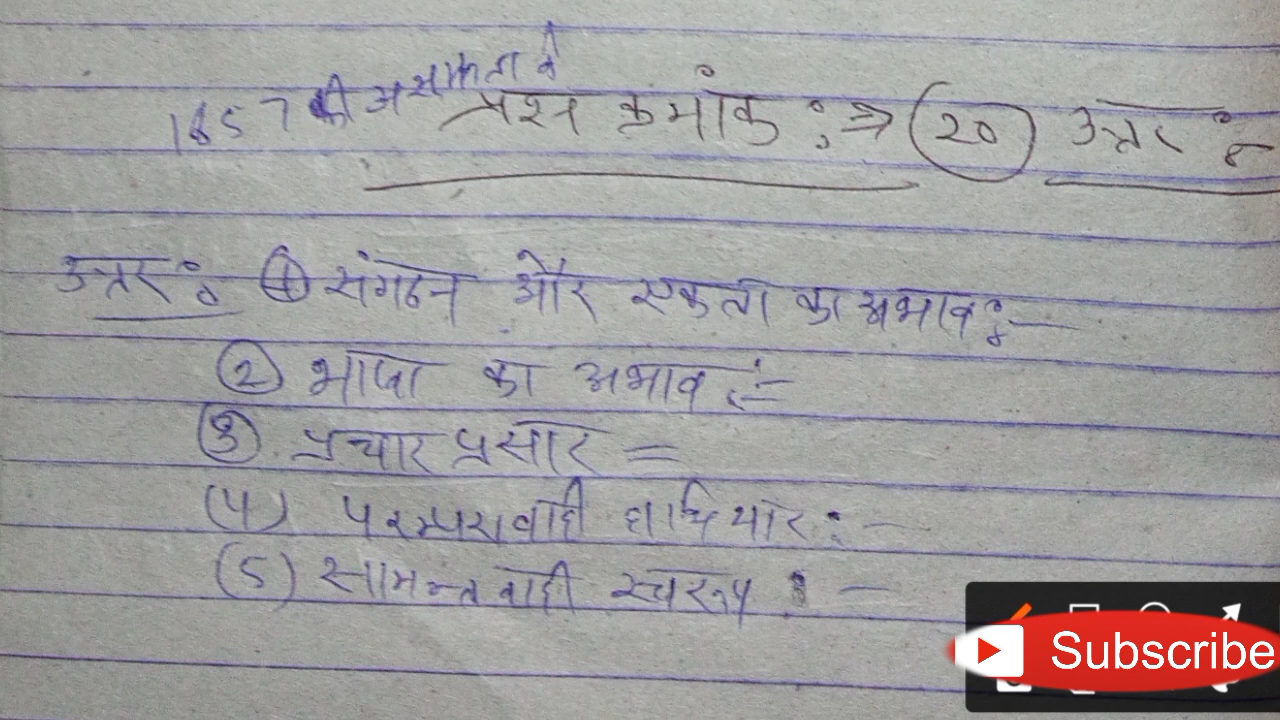 1857 की असफलता के
प्रश्न क्रमांक :⇒ (20) उत्तर :
उत्तर : (1) संगठन और एकता का अभाव :—
(2) भाषा का अभाव :=
(3) प्रचार प्रसार =
(4) परम्परावादी हाथियार : —
(5) सामन्तवादी स्वरूप : —
Subscribe